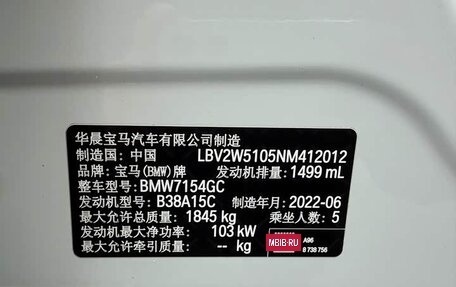 华晨宝马汽车有限公司制造
制造国: 中国 LBV2W5105NM412012
品牌: 宝马(BMW)牌 发动机排量: 1499 mL
整车型号: BMW7154GC
发动机型号: B38A15C 制造年月: 2022-06
最大允许总质量: 1845 kg 乘坐人数: 5
发动机最大净功率: 103 kW
最大允许牵引质量: -- kg
MBIB·RU
A96
8 738 756